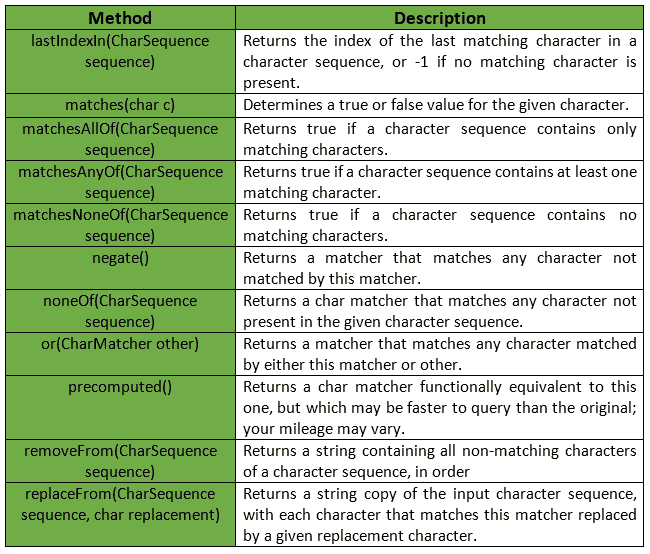 Method Description
lastIndexIn(CharSequence Returns the index of the last matching character in a
sequence) character sequence, or -1 if no matching character is
present.
matches(char c) Determines a true or false value for the given character.
matchesAllOf(CharSequence Returns true if a character sequence contains only
sequence) matching characters.
matchesAnyOf(CharSequence Returns true if a character sequence contains at least one
sequence) matching character.
matchesNoneOf(CharSequence Returns true if a character sequence contains no
sequence) matching characters.
negate() Returns a matcher that matches any character not
matched by this matcher.
noneOf(CharSequence Returns a char matcher that matches any character not
sequence) present in the given character sequence.
or(CharMatcher other) Returns a matcher that matches any character matched
by either this matcher or other.
precomputed() Returns a char matcher functionally equivalent to this
one, but which may be faster to query than the original;
your mileage may vary.
removeFrom(CharSequence Returns a string containing all non-matching characters
sequence) of a character sequence, in order
replaceFrom(CharSequence Returns a string copy of the input character sequence,
sequence, char replacement) with each character that matches this matcher replaced
by a given replacement character.